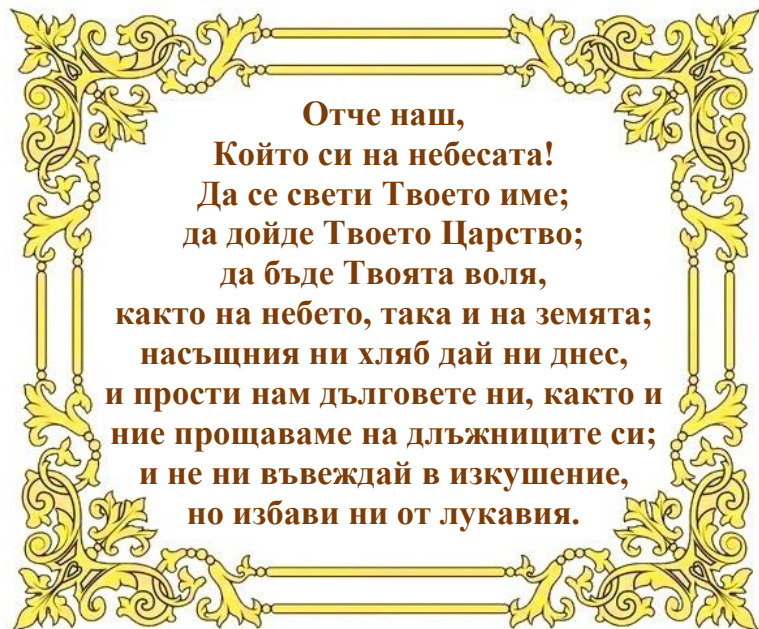 Отче наш,
Който си на небесата!
Да се свети Твоето име;
да дойде Твоето Царство;
да бъде Твоята воля,
както на небето, така и на земята;
насъщния ни хляб дай ни днес,
и прости нам дълговете ни, както и
ние прощаваме на длъжниците си;
и не ни въвеждай в изкушение,
но избави ни от лукавия.